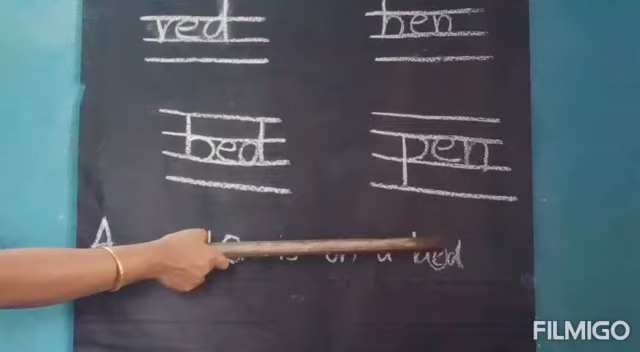 red hen
bed pen
A is on a bed
FILMIGO